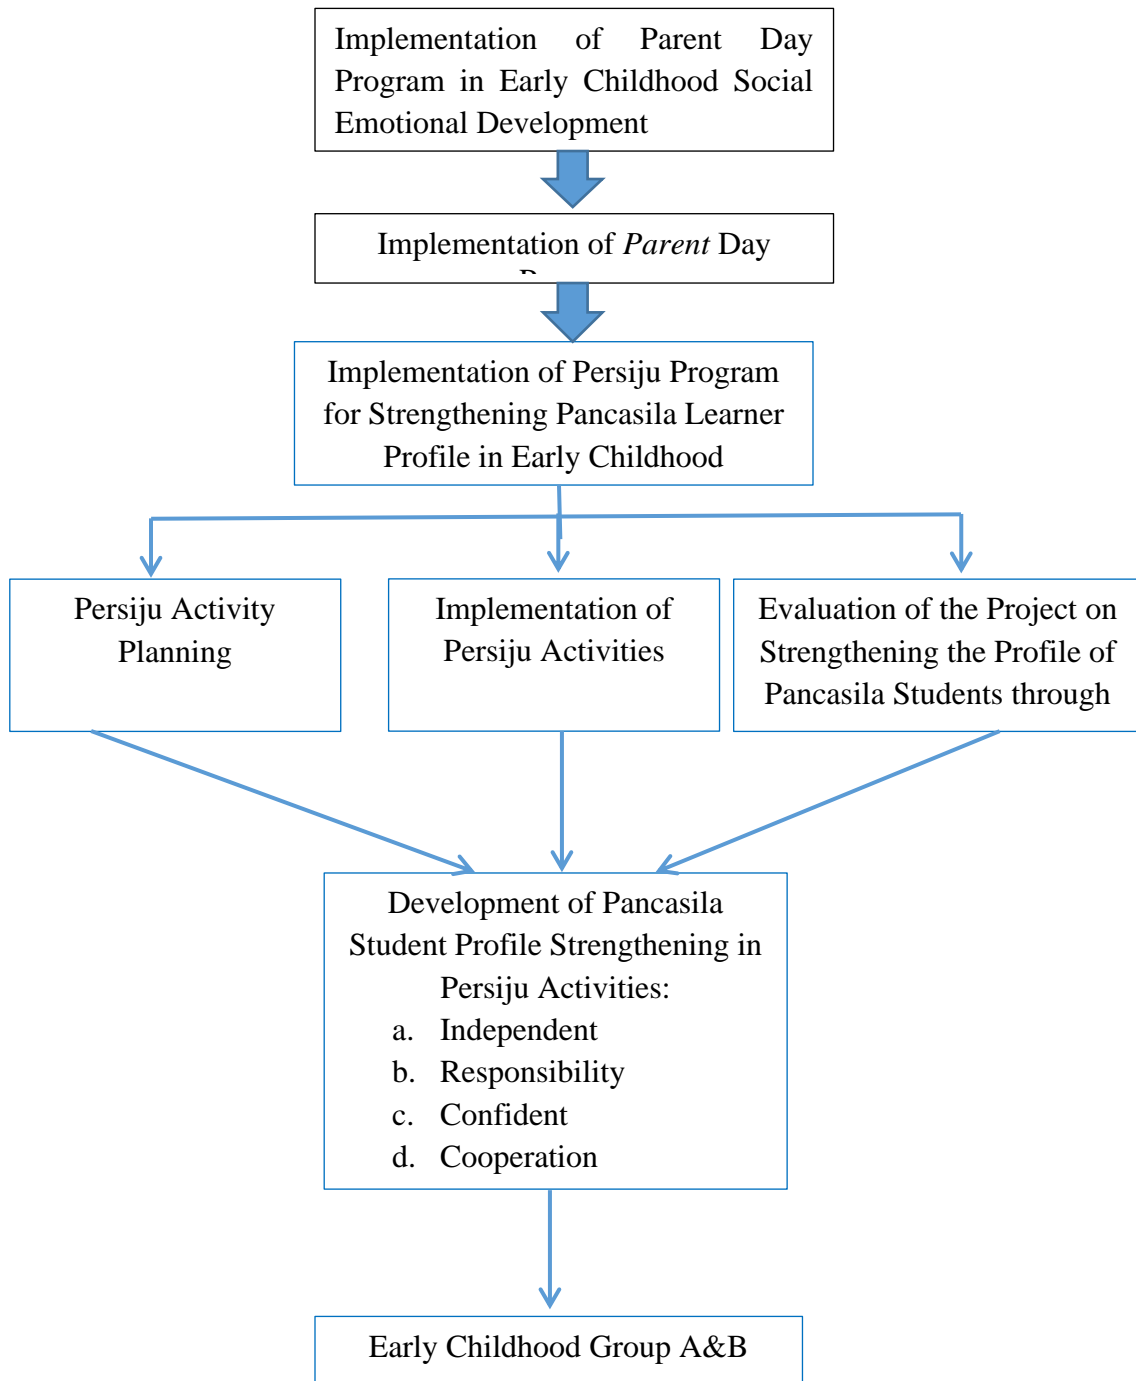 Implementation of Parent Day
Program in Early Childhood Social
Emotional Development
Implementation of Parent Day
Implementation of Persiju Program
for Strengthening Pancasila Learner
Profile in Early Childhood
Persiju Activity
Planning
Implementation of
Persiju Activities
Evaluation of the Project on
Strengthening the Profile of
Pancasila Students through
Development of Pancasila
Student Profile Strengthening in
Persiju Activities:
a. Independent
b. Responsibility
c. Confident
d. Cooperation
Early Childhood Group A&B